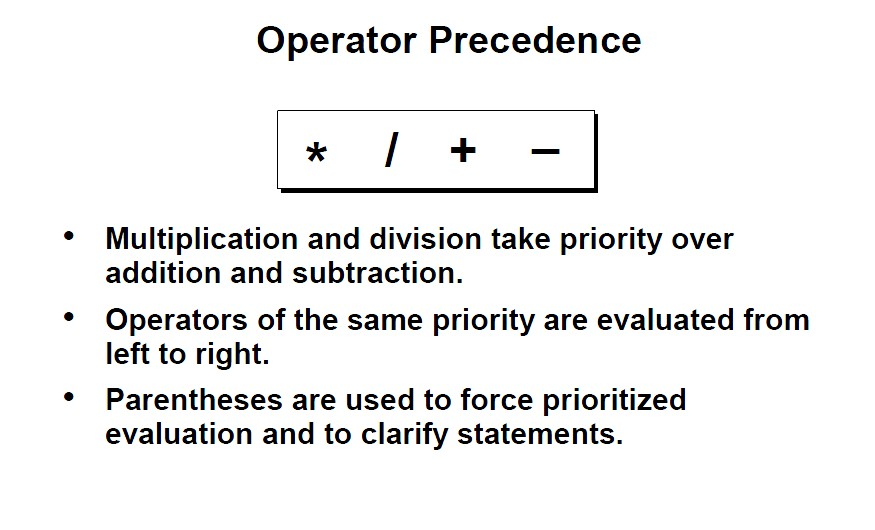 Operator Precedence
* / + –
• Multiplication and division take priority over
addition and subtraction.
• Operators of the same priority are evaluated from
left to right.
• Parentheses are used to force prioritized
evaluation and to clarify statements.